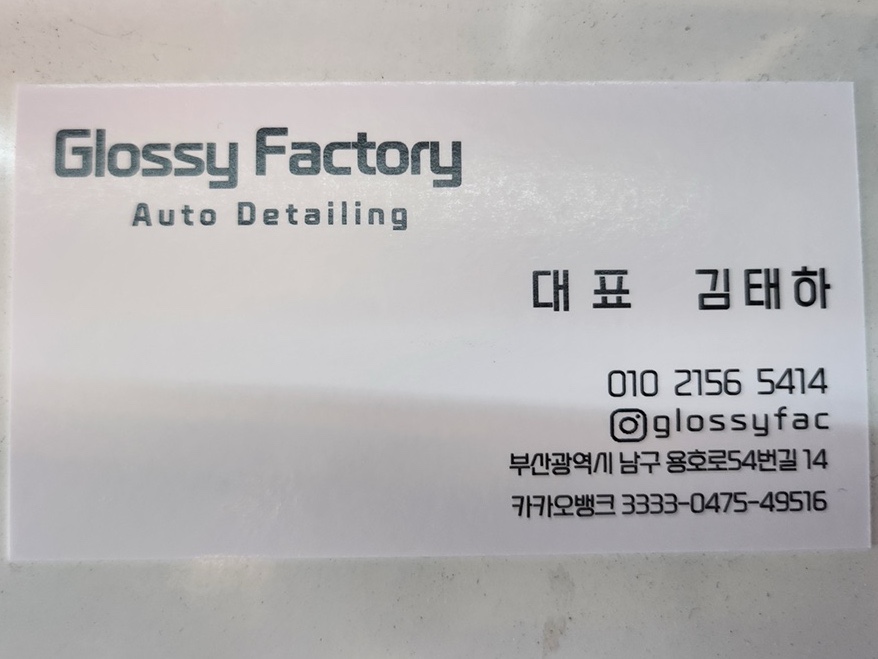 Glossy Factory
Auto Detailing
대표 김태하
010 2156 5414
glossyfac
부산광역시 남구 용호로54번길 14
카카오뱅크 3333-0475-49516